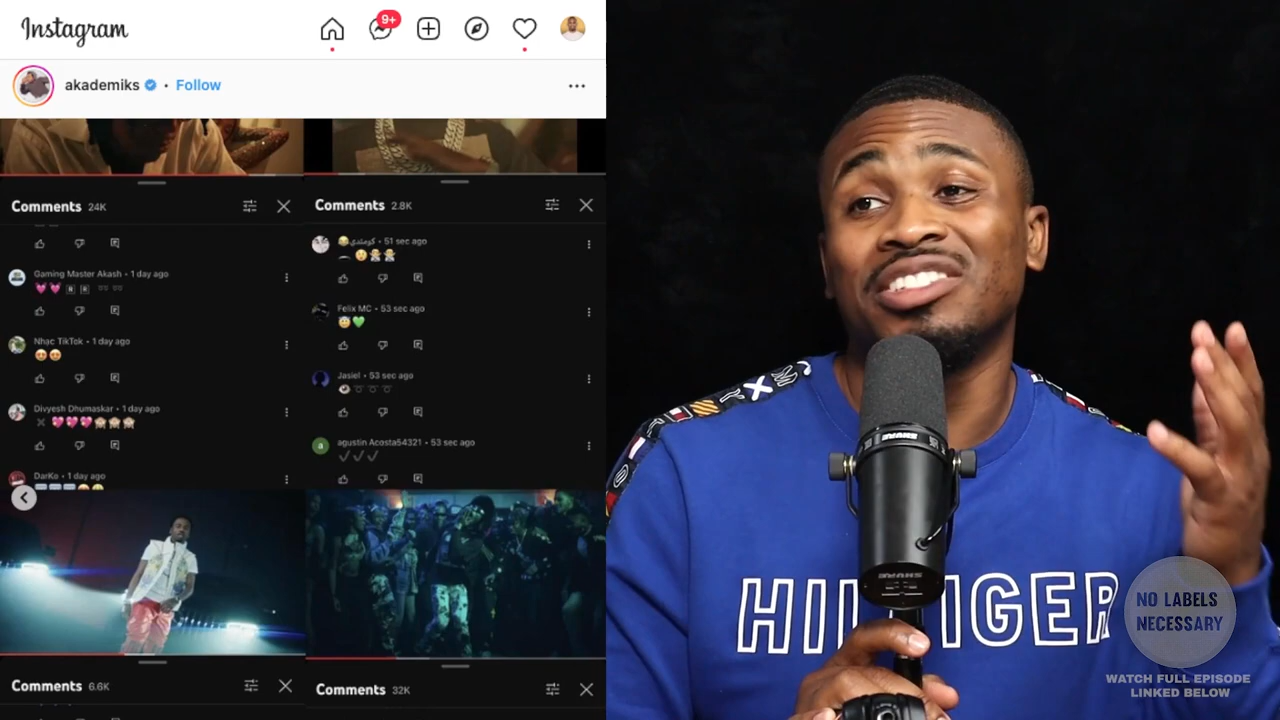 Instagram
9+
akademiks • Follow
Comments 24K
Gaming Master Akash • 1 day ago
Nhạc TikTok • 1 day ago
Divyesh Dhumaskar • 1 day ago
DarKo • 1 day ago
Comments 2.8K
51 sec ago
Felix MC • 53 sec ago
Jasiel • 53 sec ago
a
agustin Acosta54321 • 53 sec ago
Comments 6.6K
Comments 32K
SHURE
HILFIGER
NO LABELS
NECESSARY
WATCH FULL EPISODE
LINKED BELOW